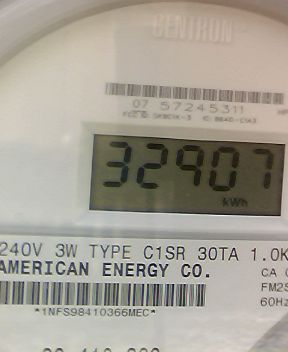 CENTRON
07 57245311
32907
kWh
240V 3W TYPE C1SR 30TA 1.0K
AMERICAN ENERGY CO.
CA
FM2S
60Hz
*1NFS98410366MEC*